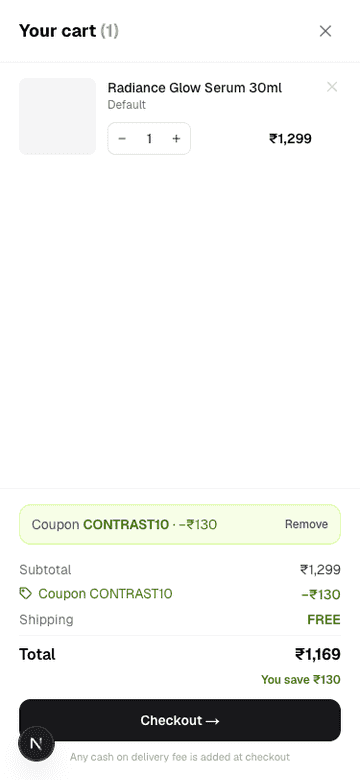 Your cart (1)
Radiance Glow Serum 30ml
Default
− 1 + ₹1,299
Coupon CONTRAST10 · −₹130 Remove
Subtotal ₹1,299
Coupon CONTRAST10 −₹130
Shipping FREE
Total ₹1,169
You save ₹130
Checkout →
N
Any cash on delivery fee is added at checkout